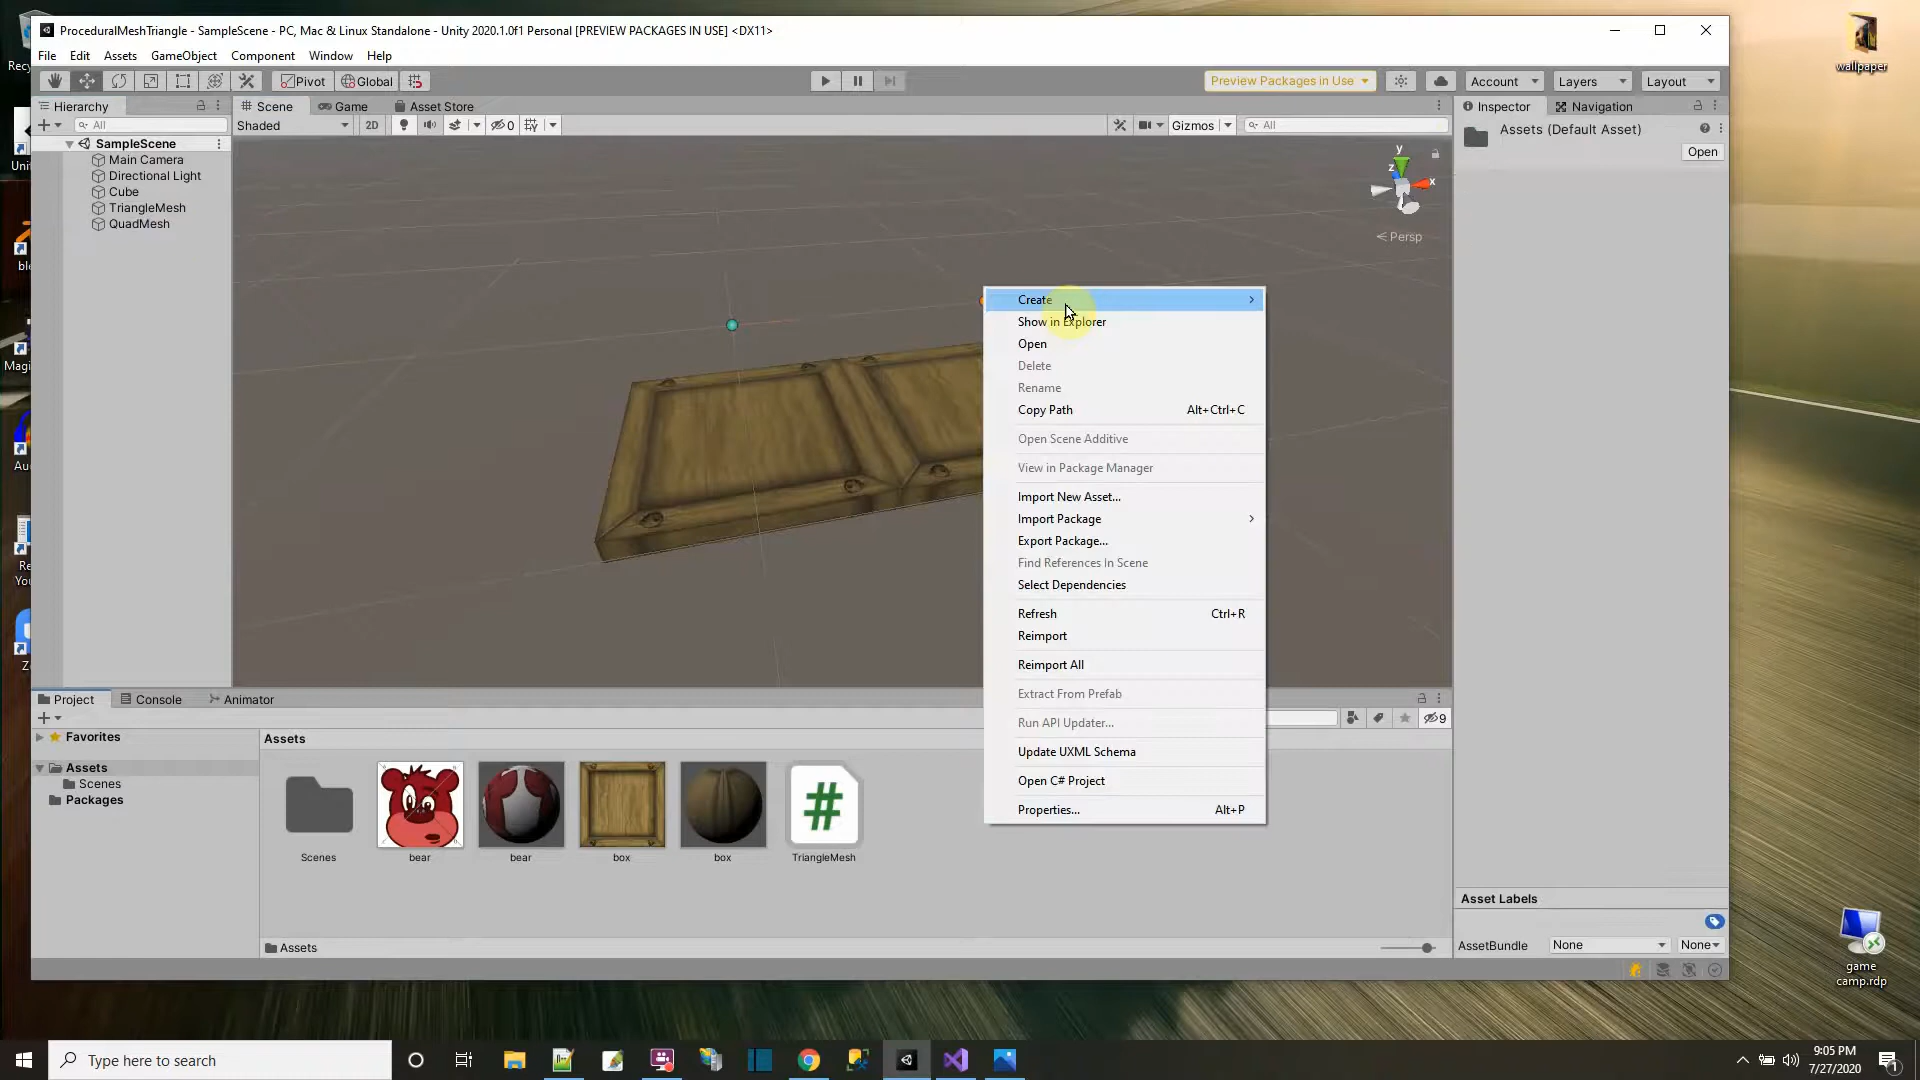 ProceduralMeshTriangle - SampleScene - PC, Mac & Linux Standalone - Unity 2020.1.0f1 Personal [PREVIEW PACKAGES IN USE] <DX11>
File Edit Assets GameObject Component Window Help
Pivot Global Preview Packages in Use Account Layers Layout
Hierarchy Scene Game Asset Store Inspector Navigation
All Shaded 2D 0 Gizmos All
Assets (Default Asset)
Open
SampleScene
Main Camera
Directional Light
Cube
TriangleMesh
QuadMesh
y
z
x
Persp
Create
Show in Explorer
Open
Delete
Rename
Copy Path Alt+Ctrl+C
Open Scene Additive
View in Package Manager
Import New Asset...
Import Package
Export Package...
Find References In Scene
Select Dependencies
Refresh Ctrl+R
Reimport
Reimport All
Extract From Prefab
Run API Updater...
Update UXML Schema
Open C# Project
Properties... Alt+P
Project Console Animator
9
Favorites
Assets
Scenes
Packages
Assets
Scenes bear bear box box TriangleMesh
#
Assets
Asset Labels
AssetBundle None None
wallpaper
game
camp.rdp
Type here to search
9:05 PM
7/27/2020
1